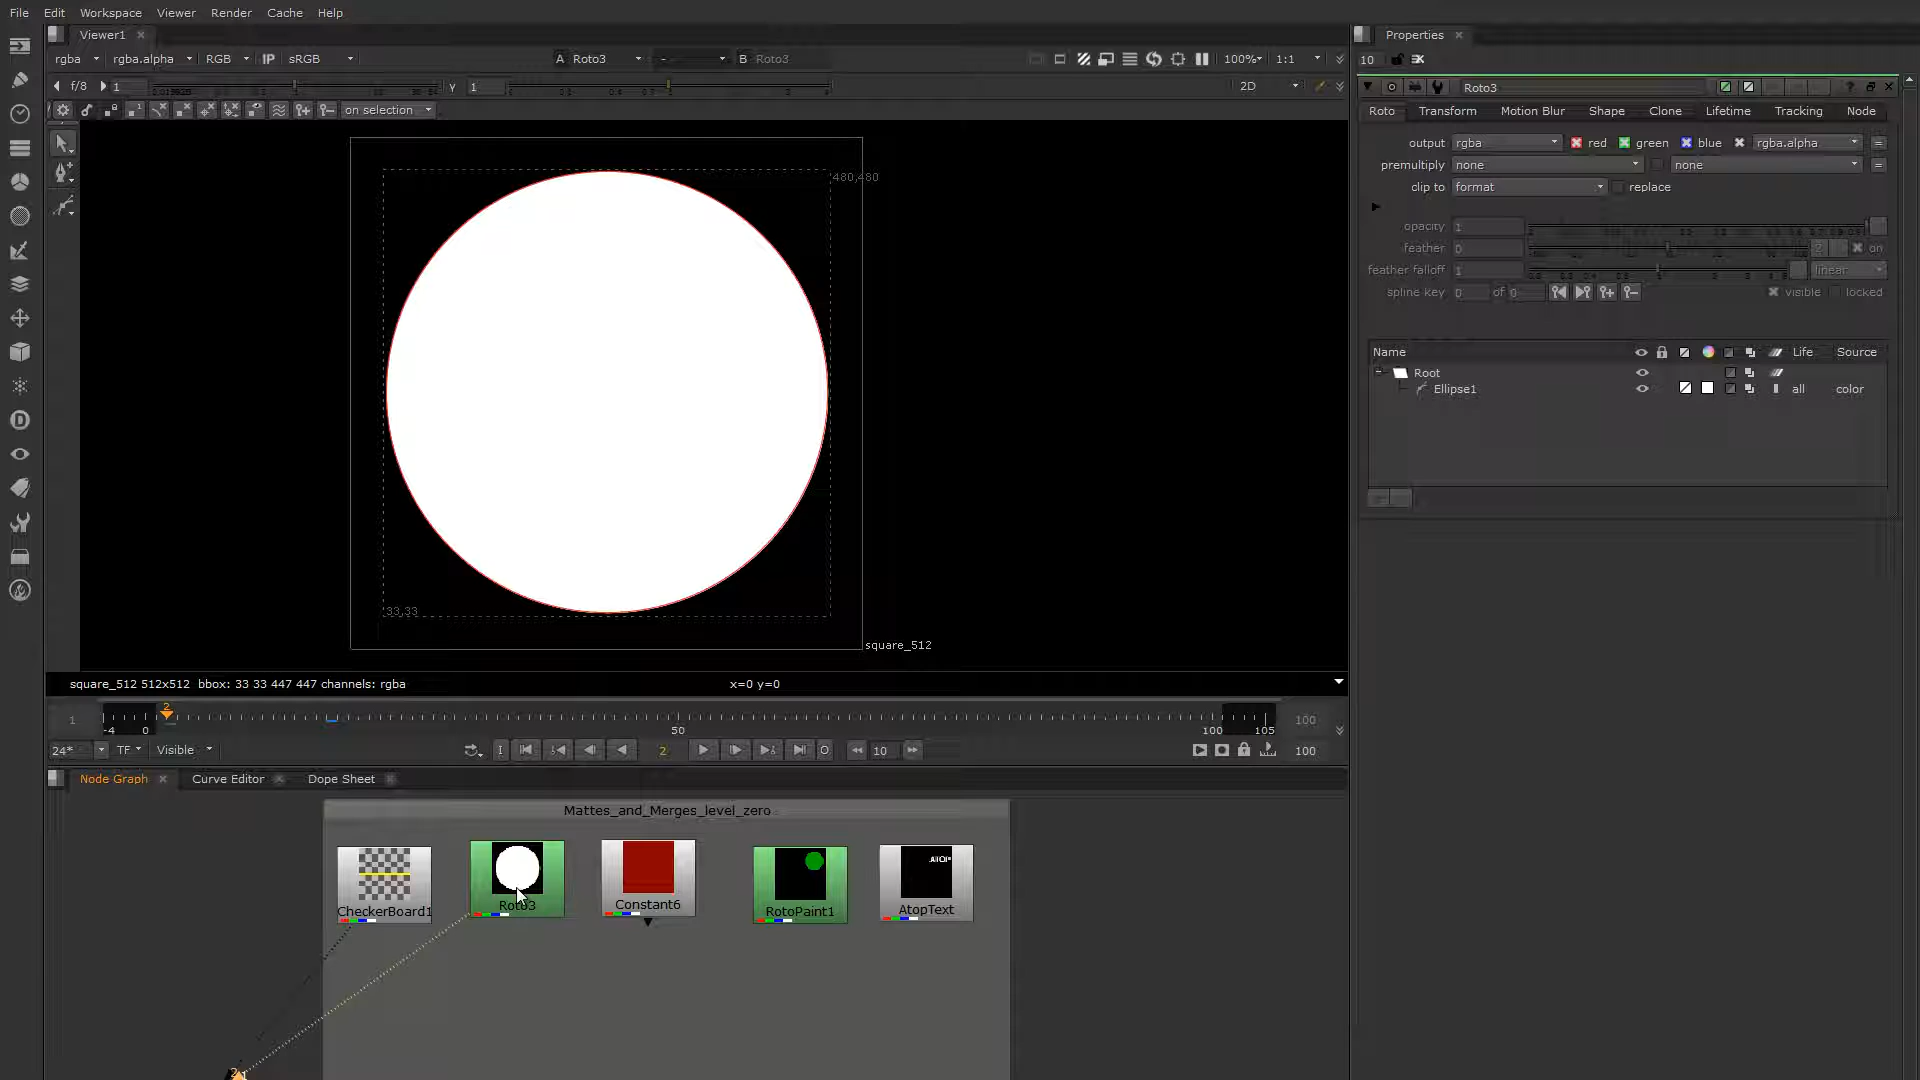 File Edit Workspace Viewer Render Cache Help
Viewer1
Properties
rgba rgba.alpha RGB IP sRGB A Roto3 - B Roto3 100% 1:1
10
f/8 1 γ 1 2D
Roto3
on selection
Roto Transform Motion Blur Shape Clone Lifetime Tracking Node
output rgba red green blue rgba.alpha
premultiply none none
clip to format replace
480,480
opacity 1
feather 0 on
feather falloff 1 linear
spline key 0 of 0 visible locked
Name Life Source
Root
Ellipse1 all color
33,33
square_512
square_512 512x512 bbox: 33 33 447 447 channels: rgba x=0 y=0
1 2 100
-4 0 50 100 105
24* TF Visible I 2 O 10 100
Node Graph Curve Editor Dope Sheet
Mattes_and_Merges_level_zero
CheckerBoard1 Roto3 Constant6 RotoPaint1 AtopText